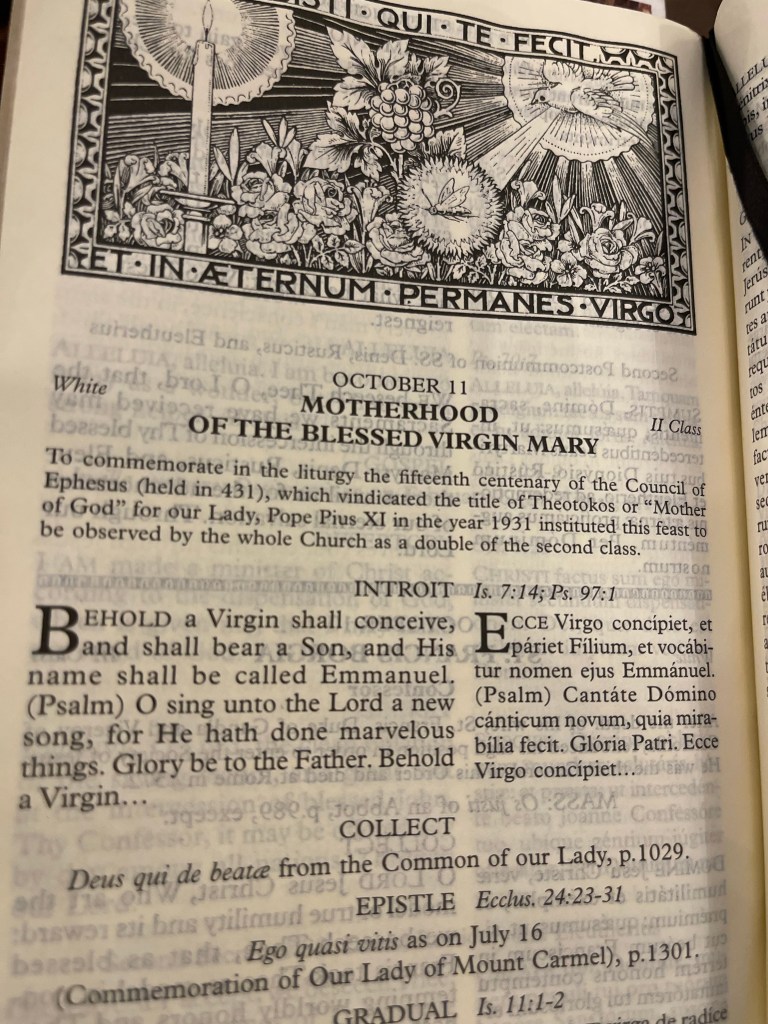 QUI · TE · FECIT
ET · IN · ÆTERNUM · PERMANES · VIRGO
OCTOBER 11
White
MOTHERHOOD
II Class
OF THE BLESSED VIRGIN MARY
To commemorate in the liturgy the fifteenth centenary of the Council of
Ephesus (held in 431), which vindicated the title of Theotokos or “Mother
of God” for our Lady, Pope Pius XI in the year 1931 instituted this feast to
be observed by the whole Church as a double of the second class.
INTROIT Is. 7:14; Ps. 97:1
BEHOLD a Virgin shall conceive,
and shall bear a Son, and His
name shall be called Emmanuel.
(Psalm) O sing unto the Lord a new
song, for He hath done marvelous
things. Glory be to the Father. Behold
a Virgin…
ECCE Virgo concípiet, et
páriet Fílium, et vocábi-
tur nomen ejus Emmánuel.
(Psalm) Cantáte Dómino
cánticum novum, quia mira-
bília fecit. Glória Patri. Ecce
Virgo concípiet…
COLLECT
Deus qui de beatæ from the Common of our Lady, p.1029.
EPISTLE Ecclus. 24:23-31
Ego quasi vitis as on July 16
(Commemoration of Our Lady of Mount Carmel), p.1301.
GRADUAL Is. 11:1-2
de radíce